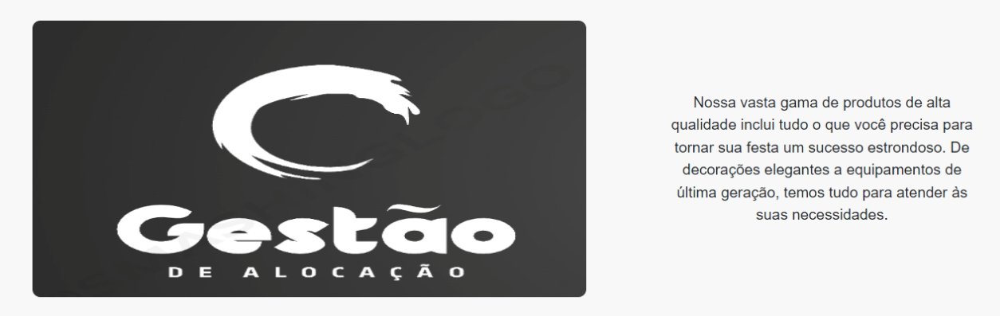 Gestão
DE ALOCAÇÃO
Nossa vasta gama de produtos de alta
qualidade inclui tudo o que você precisa para
tornar sua festa um sucesso estrondoso. De
decorações elegantes a equipamentos de
última geração, temos tudo para atender às
suas necessidades.